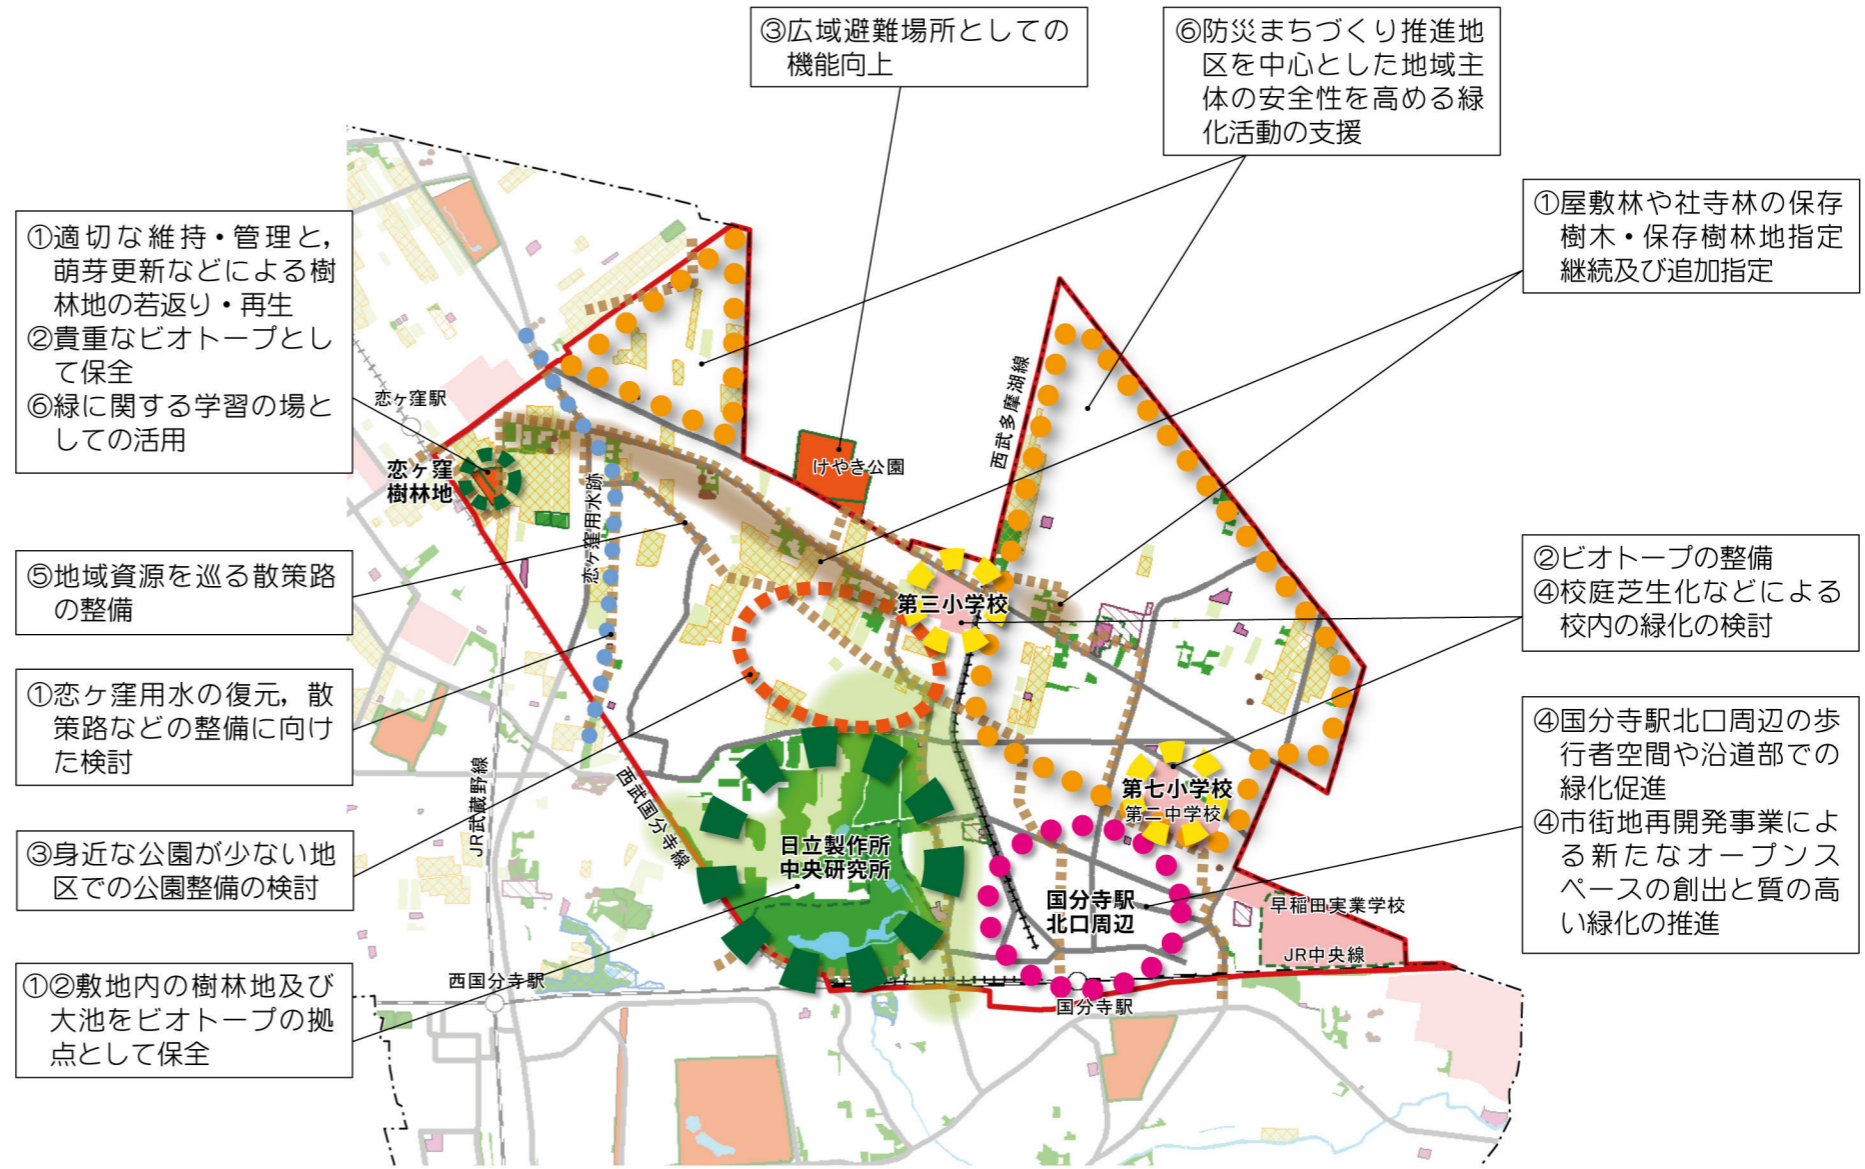 ③広域避難場所としての
機能向上
⑥防災まちづくり推進地
区を中心とした地域主
体の安全性を高める緑
化活動の支援
①適切な維持・管理と，
萌芽更新などによる樹
林地の若返り・再生
②貴重なビオトープとし
て保全
⑥緑に関する学習の場と
しての活用
①屋敷林や社寺林の保存
樹木・保存樹林地指定
継続及び追加指定
⑤地域資源を巡る散策路
の整備
②ビオトープの整備
④校庭芝生化などによる
校内の緑化の検討
①恋ヶ窪用水の復元，散
策路などの整備に向け
た検討
④国分寺駅北口周辺の歩
行者空間や沿道部での
緑化促進
④市街地再開発事業によ
る新たなオープンス
ペースの創出と質の高
い緑化の推進
③身近な公園が少ない地
区での公園整備の検討
①②敷地内の樹林地及び
大池をビオトープの拠
点として保全
恋ヶ窪駅
恋ヶ窪
樹林地
恋ヶ窪用水跡
けやき公園
西武多摩湖線
第三小学校
第七小学校
第二中学校
JR武蔵野線
西武国分寺線
日立製作所
中央研究所
国分寺駅
北口周辺
早稲田実業学校
JR中央線
西国分寺駅
国分寺駅